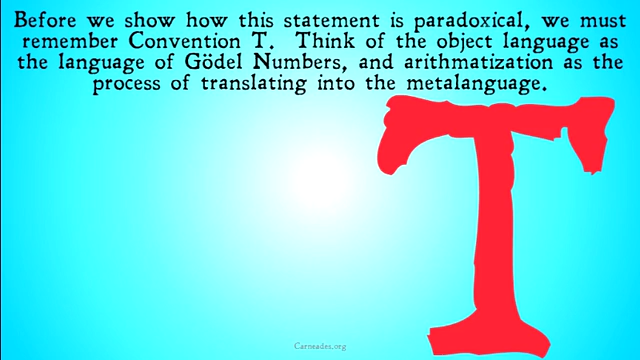 Before we show how this statement is paradoxical, we must
remember Convention T. Think of the object language as
the language of Gödel Numbers, and arithmatization as the
process of translating into the metalanguage.
T
Carneades.org